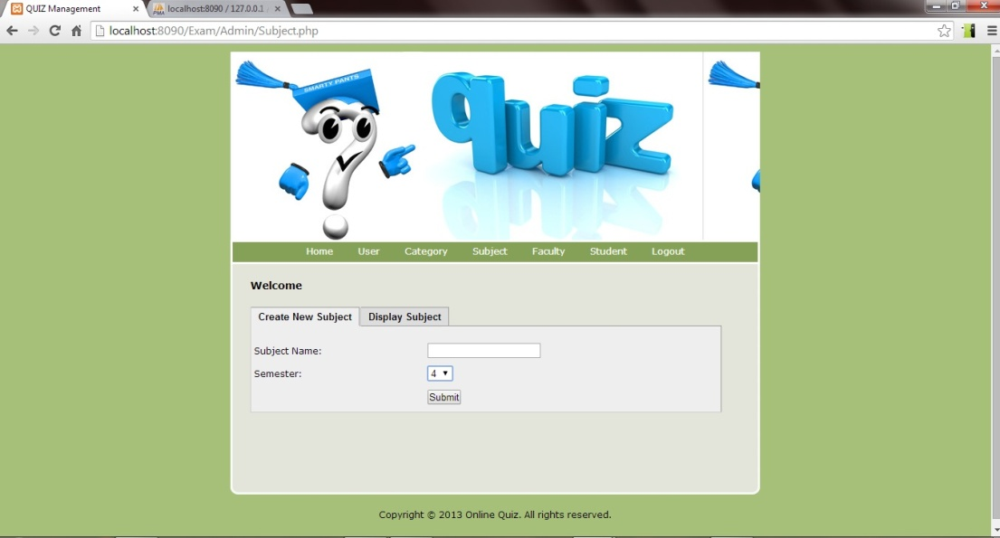 QUIZ Management
localhost:8090 / 127.0.0.1
localhost:8090/Exam/Admin/Subject.php
SMARTY PANTS
quiz
Home User Category Subject Faculty Student Logout
Welcome
Create New Subject Display Subject
Subject Name:
Semester: 4
Submit
Copyright © 2013 Online Quiz. All rights reserved.